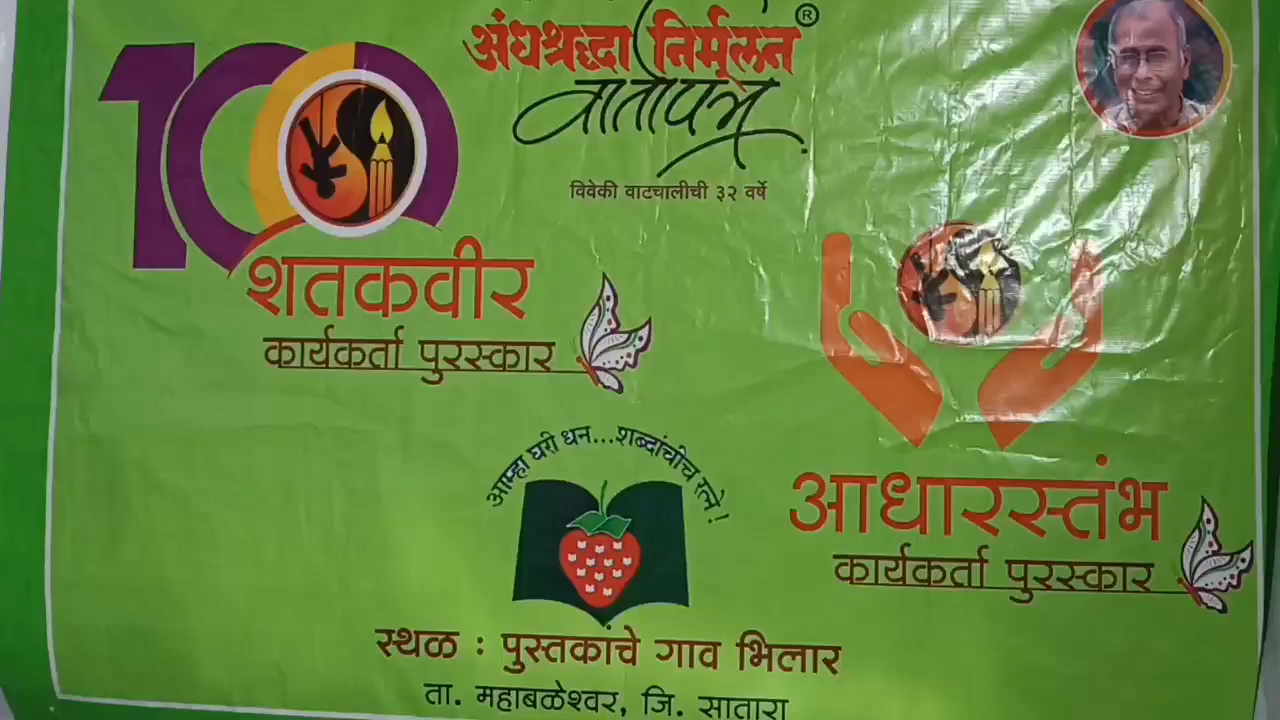 अंधश्रद्धा निर्मूलन ®
वार्तापत्र
विवेकी वाटचालीची ३२ वर्षे
100
शतकवीर
कार्यकर्ता पुरस्कार
आधारस्तंभ
कार्यकर्ता पुरस्कार
आम्हा घरी धन...शब्दांचीच रत्ने!
स्थळ : पुस्तकांचे गाव भिलार
ता. महाबळेश्वर, जि. सातारा